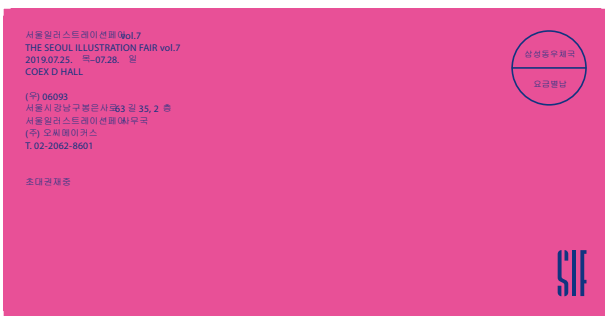 서울일러스트레이션페어vol.7
THE SEOUL ILLUSTRATION FAIR vol.7
2019.07.25. 목–07.28. 일
COEX D HALL
(우) 06093
서울시강남구봉은사로63 길 35, 2 층
서울일러스트레이션페어사무국
(주) 오씨메이커스
T. 02-2062-8601
초대권재중
삼성동우체국
요금별납
SIF